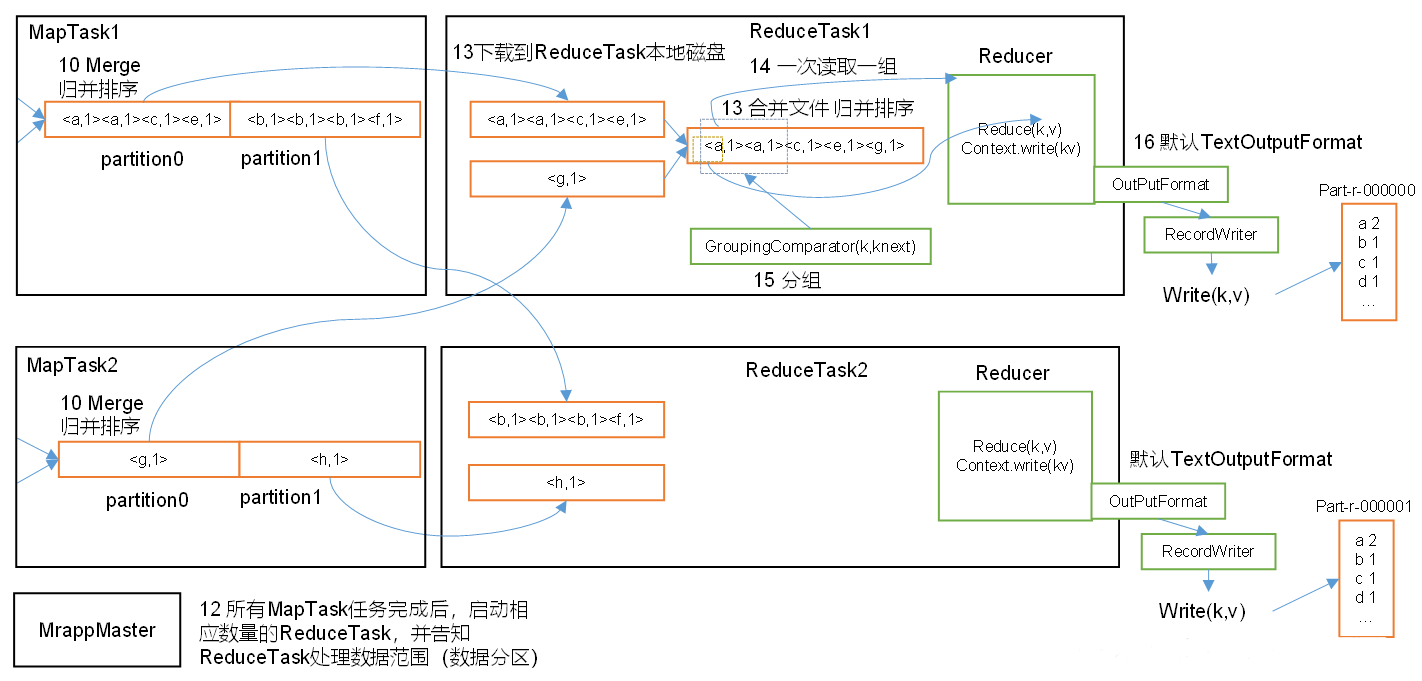 MapTask1
10 Merge
归并排序
<a,1><a,1><c,1><e,1>
<b,1><b,1><b,1><f,1>
partition0
partition1
ReduceTask1
13下载到ReduceTask本地磁盘
<a,1><a,1><c,1><e,1>
<g,1>
14 一次读取一组
13 合并文件 归并排序
<a,1><a,1><c,1><e,1><g,1>
GroupingComparator(k,knext)
15 分组
Reducer
Reduce(k,v)
Context.write(kv)
16 默认TextOutputFormat
OutPutFormat
RecordWriter
Write(k,v)
Part-r-000000
a 2
b 1
c 1
d 1
...
MapTask2
10 Merge
归并排序
<g,1>
<h,1>
partition0
partition1
ReduceTask2
<b,1><b,1><b,1><f,1>
<h,1>
Reducer
Reduce(k,v)
Context.write(kv)
默认TextOutputFormat
OutPutFormat
RecordWriter
Write(k,v)
Part-r-000001
a 2
b 1
c 1
d 1
...
MrappMaster
12 所有MapTask任务完成后，启动相
应数量的ReduceTask，并告知
ReduceTask处理数据范围（数据分区）